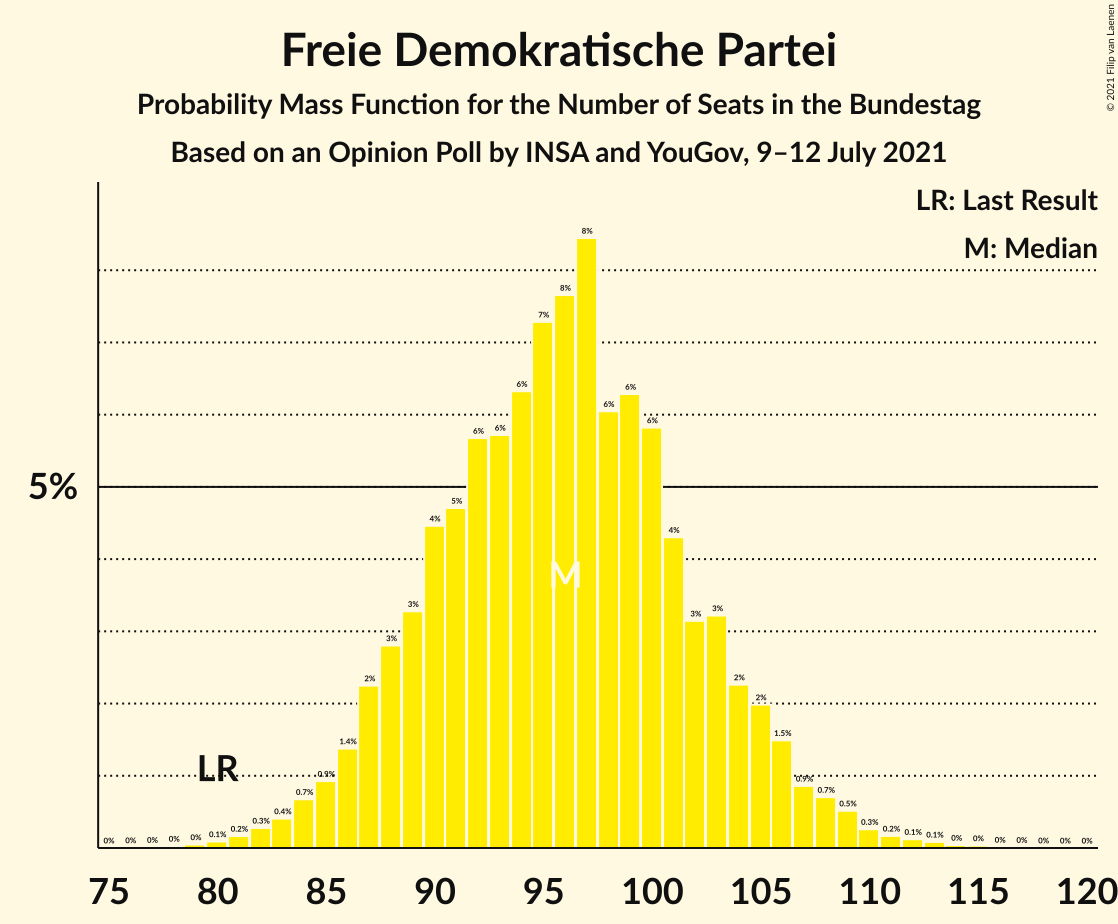 Freie Demokratische Partei
Probability Mass Function for the Number of Seats in the Bundestag
Based on an Opinion Poll by INSA and YouGov, 9–12 July 2021
© 2021 Filip van Laenen
LR: Last Result
M: Median
5%
0% 0% 0% 0% 0% 0.1% 0.2% 0.3% 0.4% 0.7% 0.9% 1.4% 2% 3% 3% 4% 5% 6% 6% 6% 7% 8% 8% 6% 6% 6% 4% 3% 3% 2% 2% 1.5% 0.9% 0.7% 0.5% 0.3% 0.2% 0.1% 0.1% 0% 0% 0% 0% 0% 0% 0%
M
LR
75 80 85 90 95 100 105 110 115 120